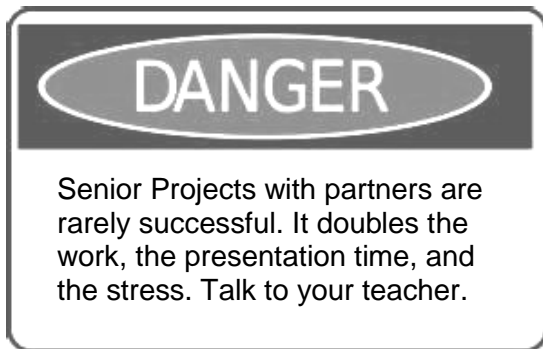 DANGER
Senior Projects with partners are
rarely successful. It doubles the
work, the presentation time, and
the stress. Talk to your teacher.